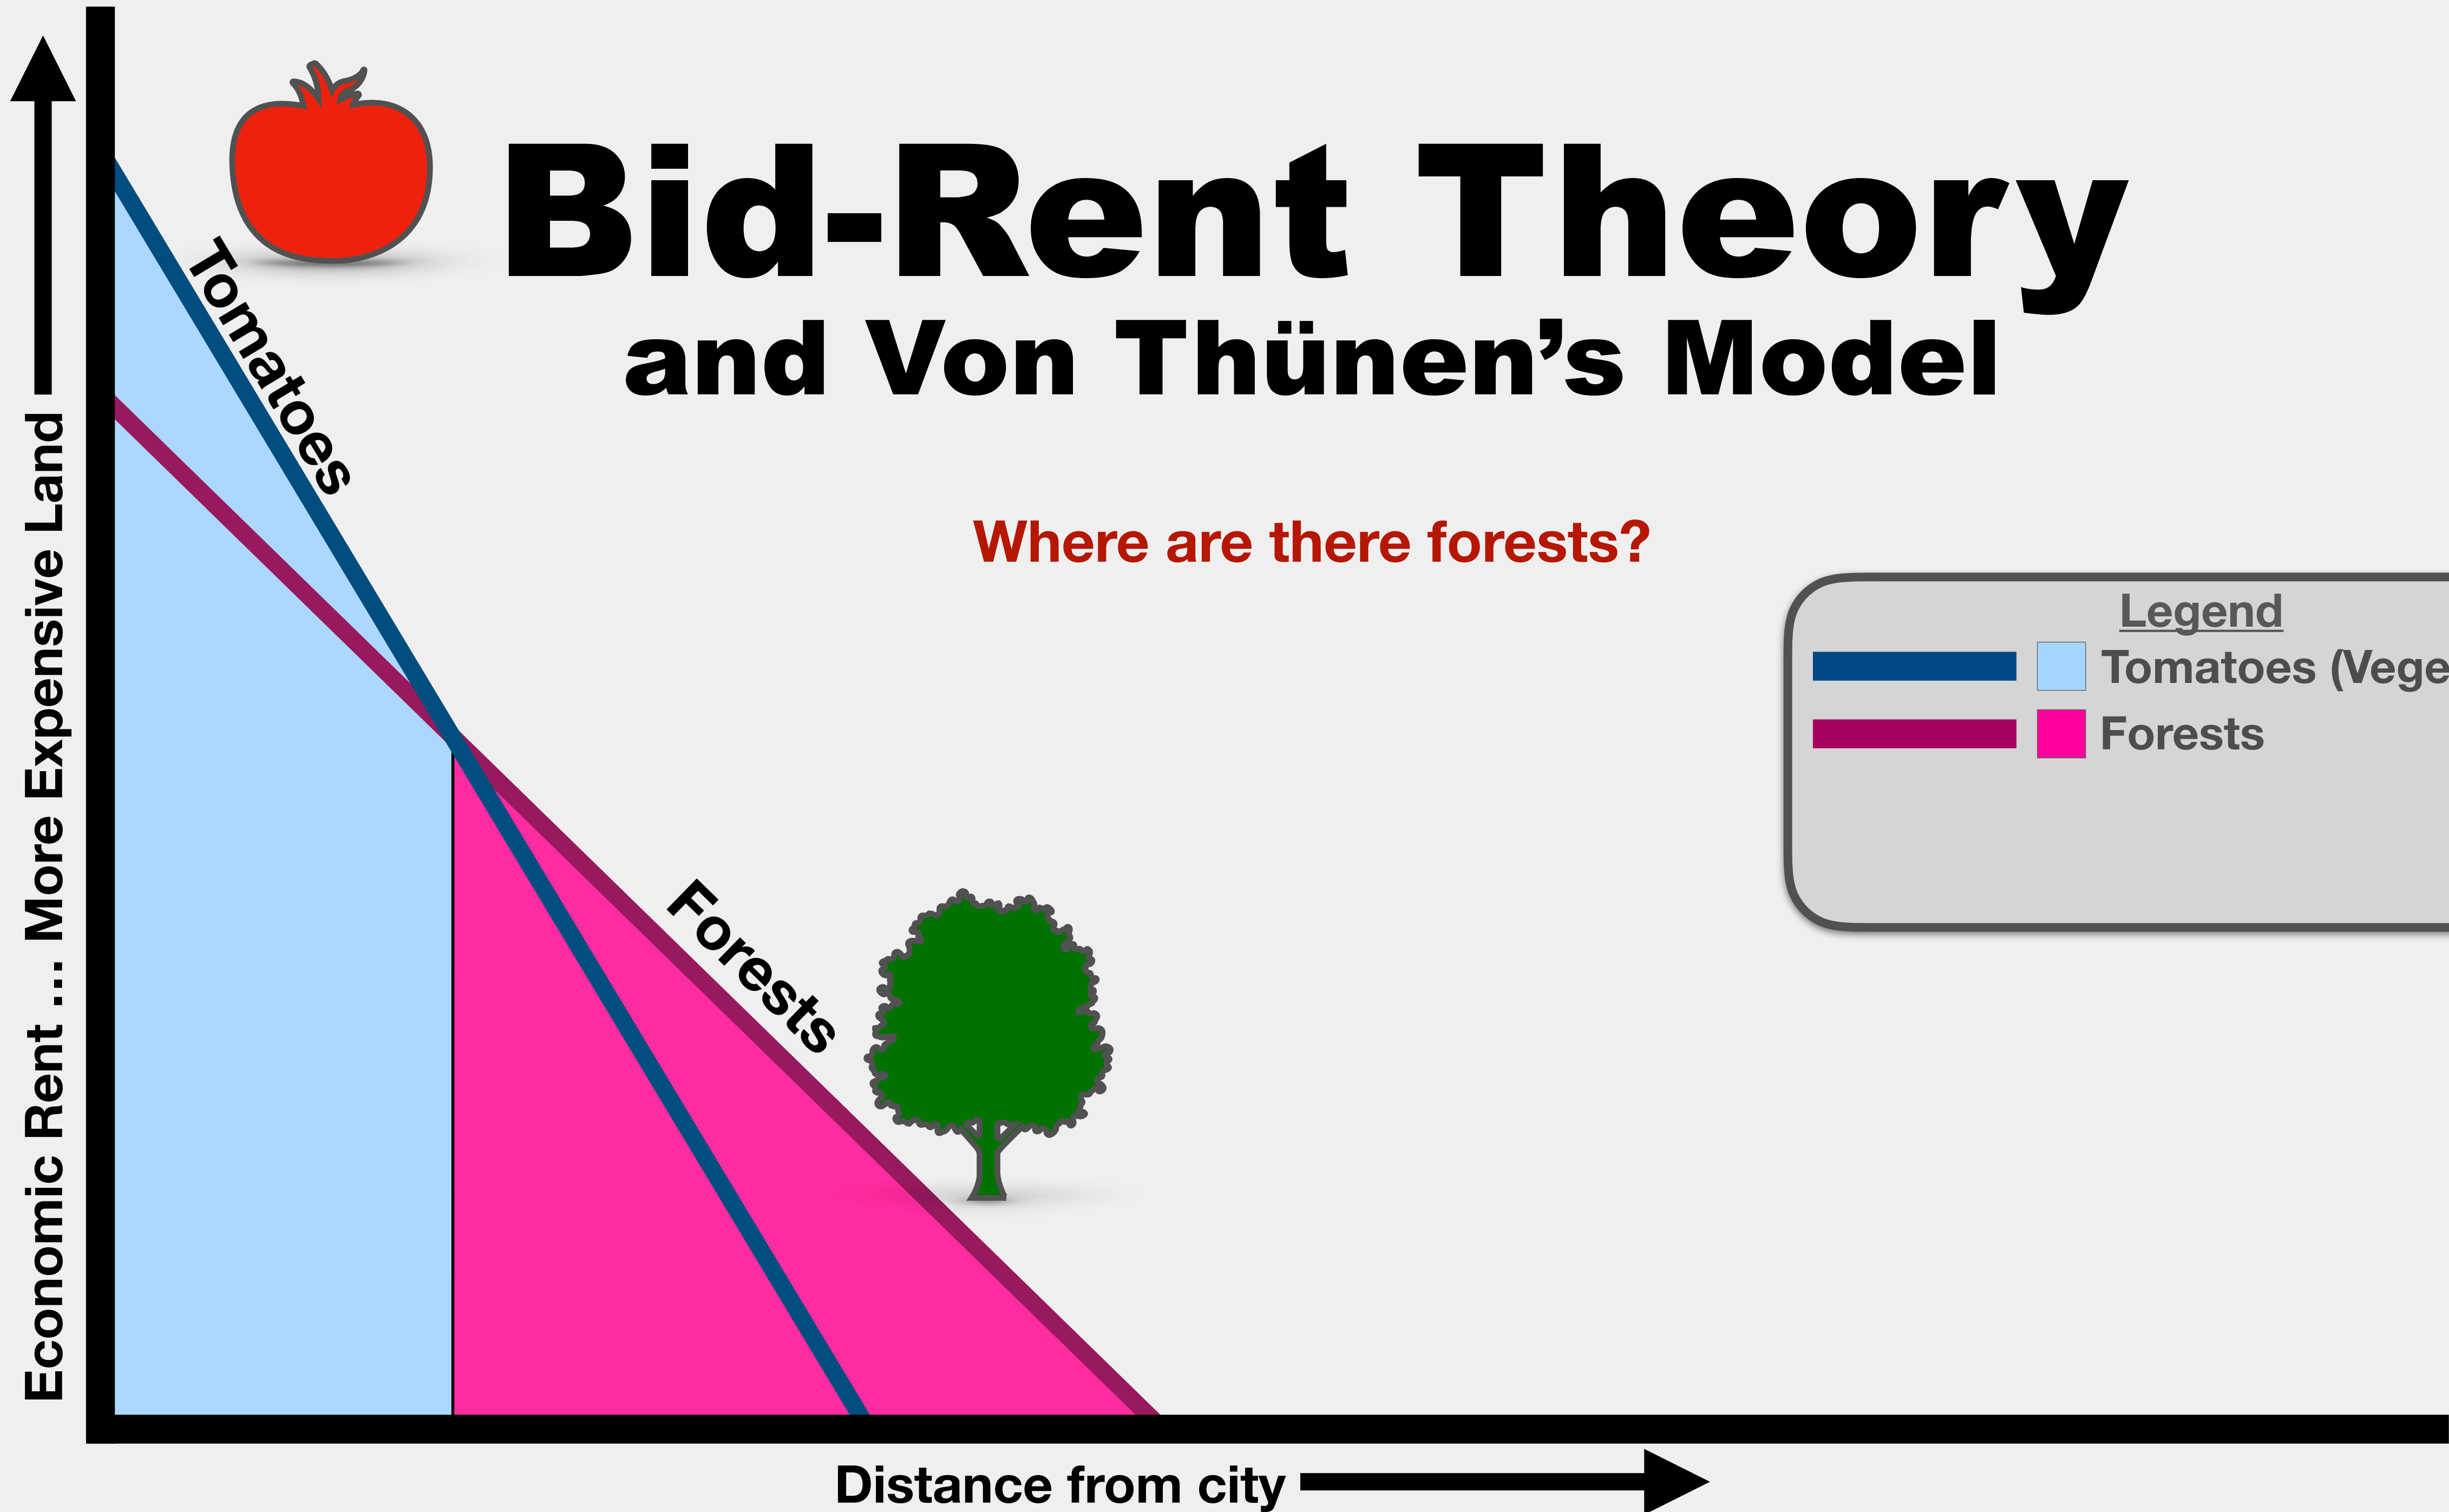 Bid-Rent Theory
and Von Thünen’s Model
Where are there forests?
Economic Rent ... More Expensive Land
Tomatoes
Forests
Legend
Tomatoes (Vege
Forests
Distance from city